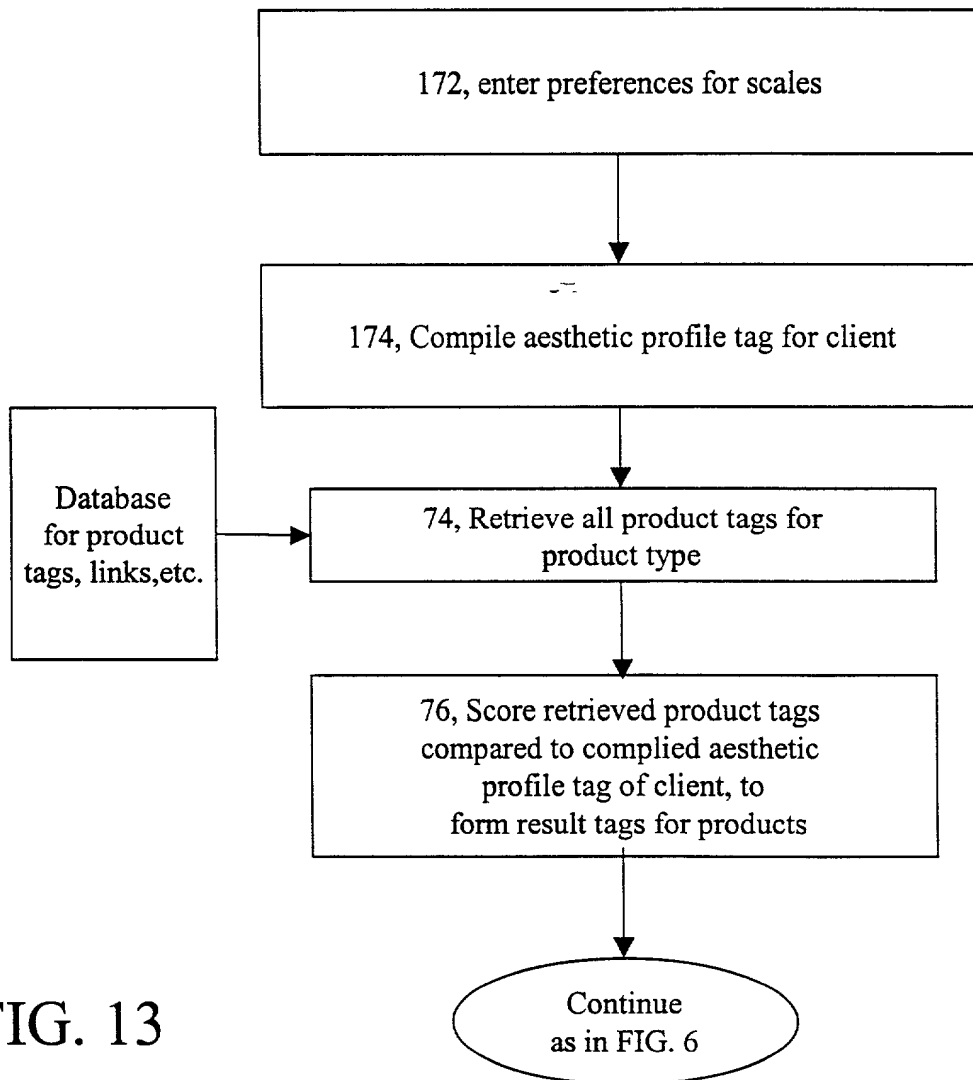 172, enter preferences for scales
174, Compile aesthetic profile tag for client
Database
for product
tags, links,etc.
74, Retrieve all product tags for
product type
76, Score retrieved product tags
compared to complied aesthetic
profile tag of client, to
form result tags for products
Continue
as in FIG. 6
FIG. 13